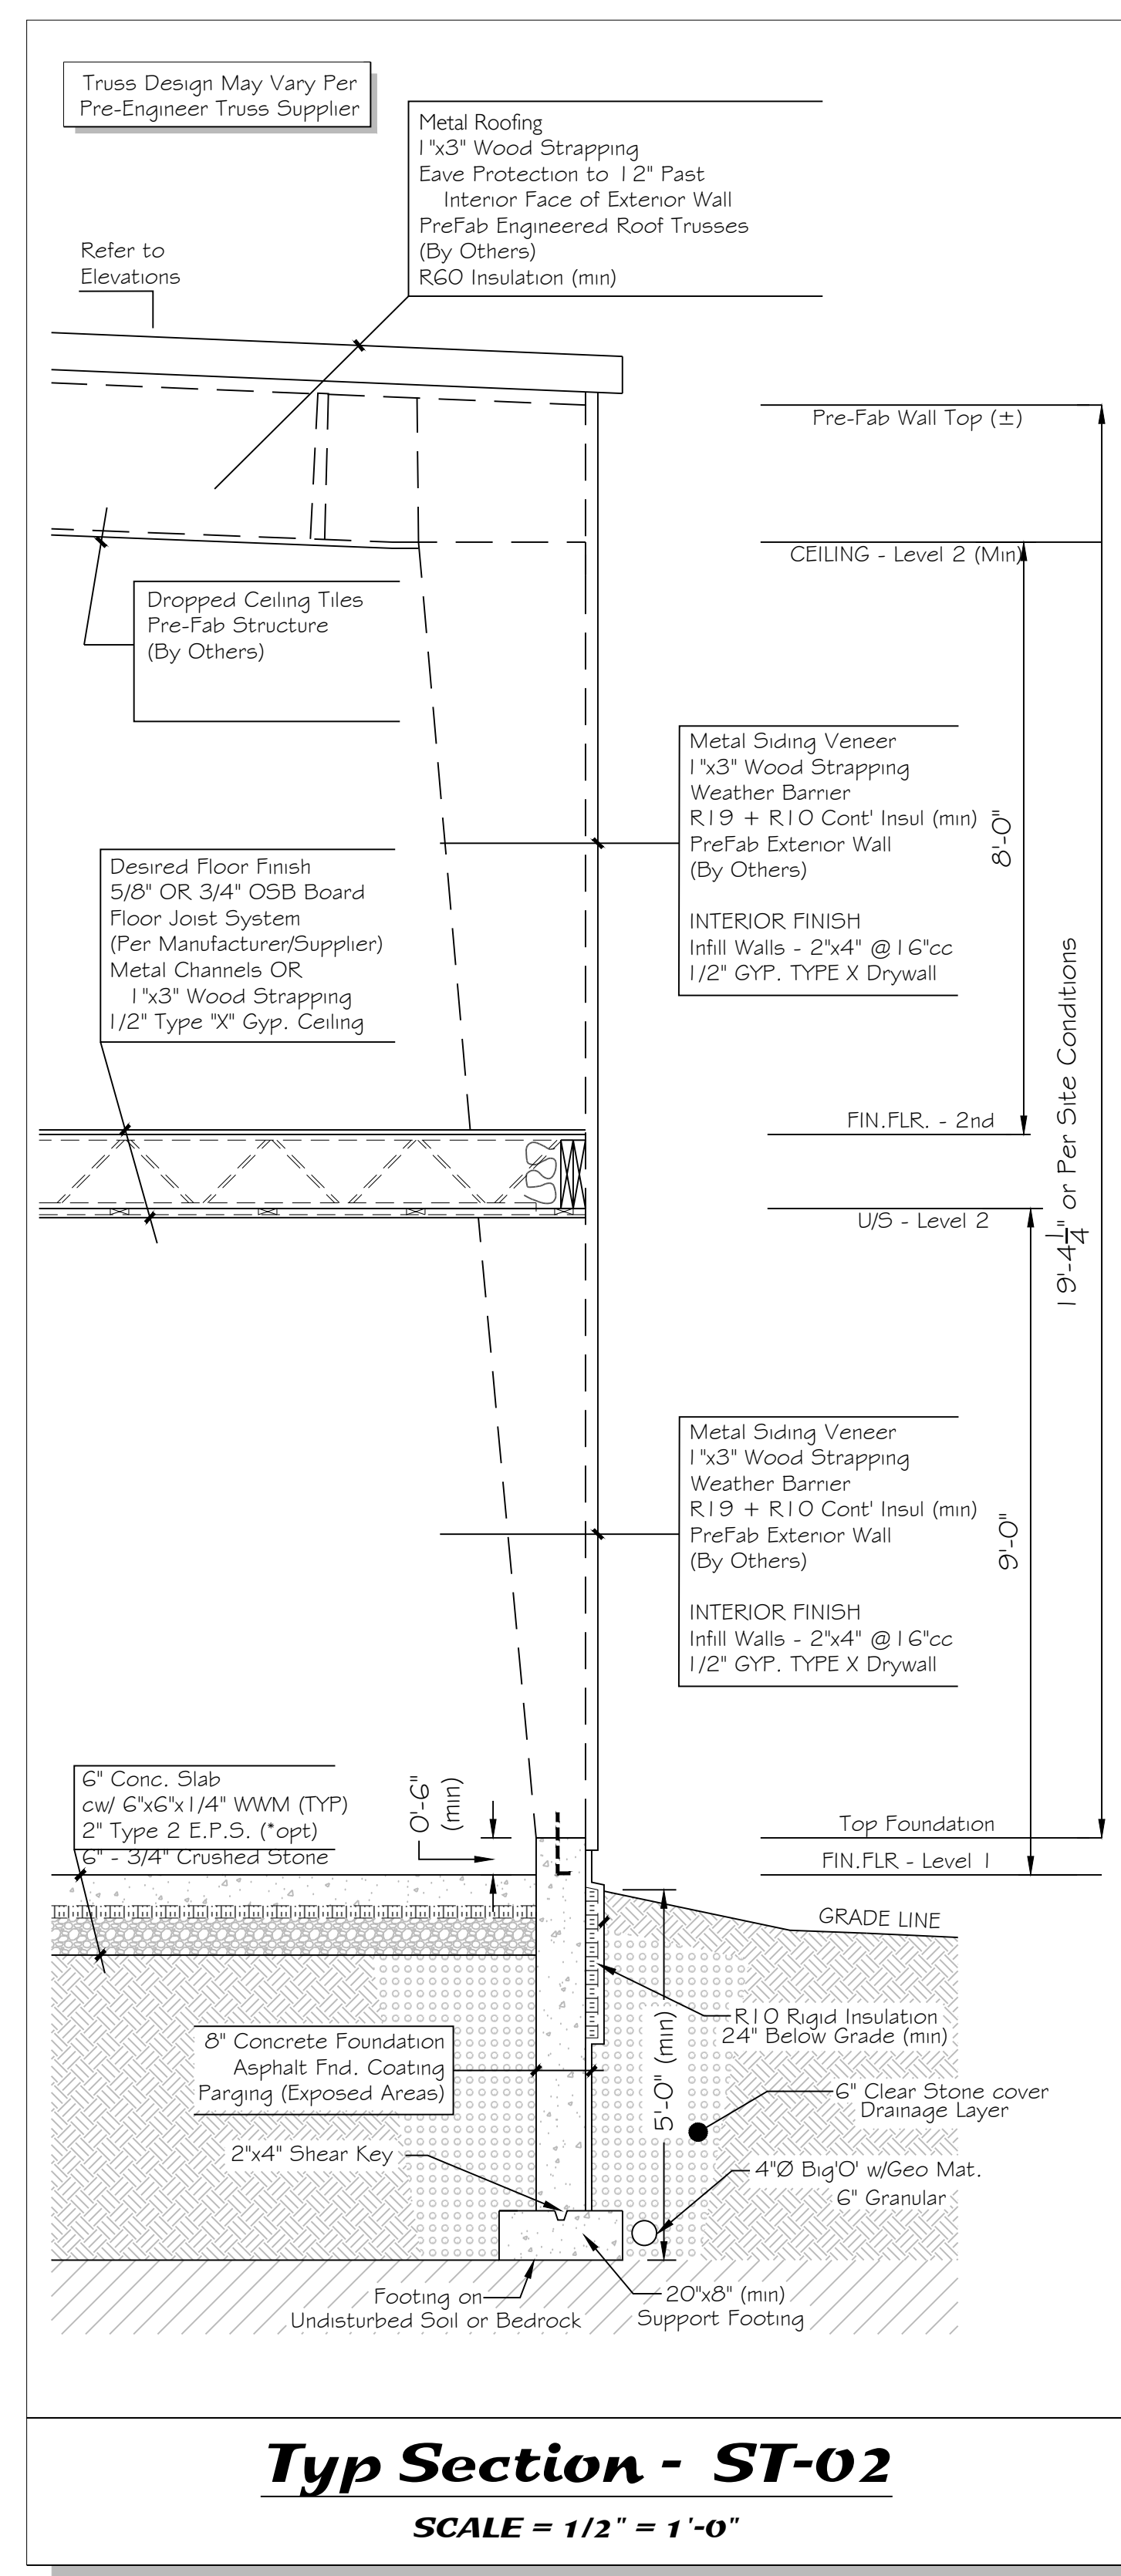 Truss Design May Vary Per
Pre-Engineer Truss Supplier
Metal Roofing
1"x3" Wood Strapping
Eave Protection to 12" Past
Interior Face of Exterior Wall
PreFab Engineered Roof Trusses
(By Others)
R60 Insulation (min)
Refer to
Elevations
Pre-Fab Wall Top (±)
CEILING - Level 2 (Min)
Dropped Ceiling Tiles
Pre-Fab Structure
(By Others)
Metal Siding Veneer
1"x3" Wood Strapping
Weather Barrier
R19 + R10 Cont' Insul (min)
PreFab Exterior Wall
(By Others)
INTERIOR FINISH
Infill Walls - 2"x4" @16"cc
1/2" GYP. TYPE X Drywall
8'-0"
Desired Floor Finish
5/8" OR 3/4" OSB Board
Floor Joist System
(Per Manufacturer/Supplier)
Metal Channels OR
1"x3" Wood Strapping
1/2" Type "X" Gyp. Ceiling
19'-4 1/4" or Per Site Conditions
FIN.FLR. - 2nd
U/S - Level 2
Metal Siding Veneer
1"x3" Wood Strapping
Weather Barrier
R19 + R10 Cont' Insul (min)
PreFab Exterior Wall
(By Others)
INTERIOR FINISH
Infill Walls - 2"x4" @16"cc
1/2" GYP. TYPE X Drywall
9'-0"
6" Conc. Slab
cw/ 6"x6"x1/4" WWM (TYP)
2" Type 2 E.P.S. (*opt)
6" - 3/4" Crushed Stone
0'-6"
(min)
Top Foundation
FIN.FLR - Level 1
GRADE LINE
R10 Rigid Insulation
24" Below Grade (min)
8" Concrete Foundation
Asphalt Fnd. Coating
Parging (Exposed Areas)
5'-0" (min)
6" Clear Stone cover
Drainage Layer
2"x4" Shear Key
4"Ø Big'O' w/Geo Mat.
6" Granular
Footing on
Undisturbed Soil or Bedrock
20"x8" (min)
Support Footing
Typ Section - ST-02
SCALE = 1/2" = 1'-0"